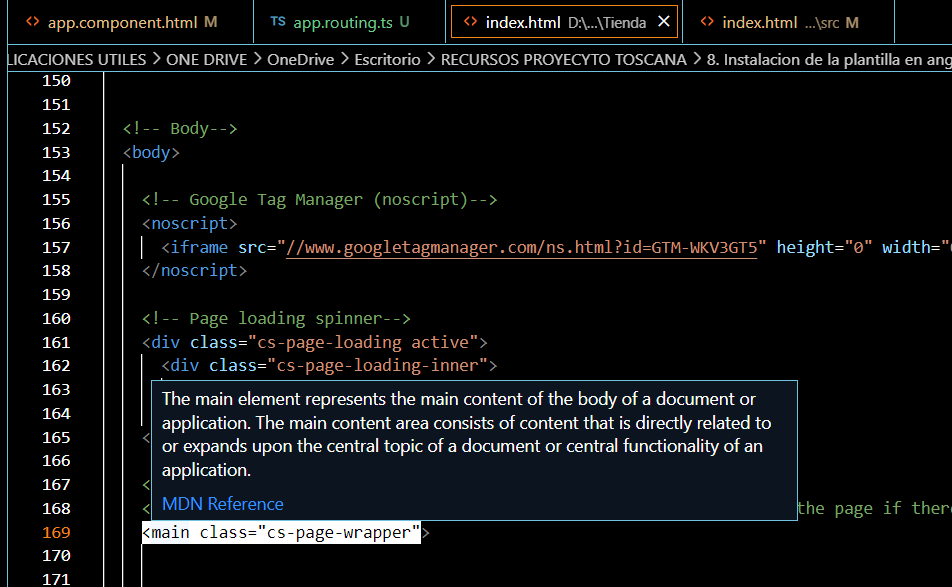 <> app.component.html M TS app.routing.ts U <> index.html D:\...\Tienda × <> index.html ...\src M
LICACIONES UTILES > ONE DRIVE > OneDrive > Escritorio > RECURSOS PROYECYTO TOSCANA > 8. Instalacion de la plantilla en ang
150
151
152 <!-- Body-->
153 <body>
154
155 <!-- Google Tag Manager (noscript)-->
156 <noscript>
157 <iframe src="//www.googletagmanager.com/ns.html?id=GTM-WKV3GT5" height="0" width="
158 </noscript>
159
160 <!-- Page loading spinner-->
161 <div class="cs-page-loading active">
162 <div class="cs-page-loading-inner">
163
The main element represents the main content of the body of a document or
164
application. The main content area consists of content that is directly related to
165 <
or expands upon the central topic of a document or central functionality of an
166
application.
167 <
MDN Reference
168 < the page if ther
169 <main class="cs-page-wrapper">
170
171